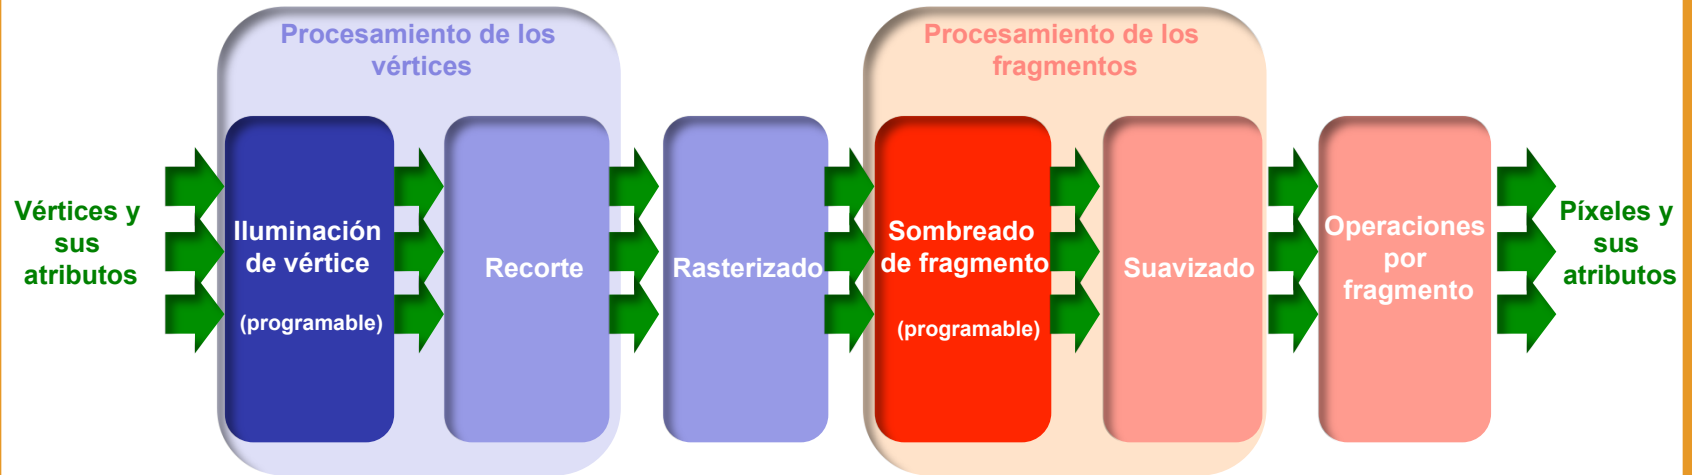 Procesamiento de los
vértices
Procesamiento de los
fragmentos
Vértices y
sus
atributos
Iluminación
de vértice
(programable)
Recorte
Rasterizado
Sombreado
de fragmento
(programable)
Suavizado
Operaciones
por
fragmento
Píxeles y
sus
atributos